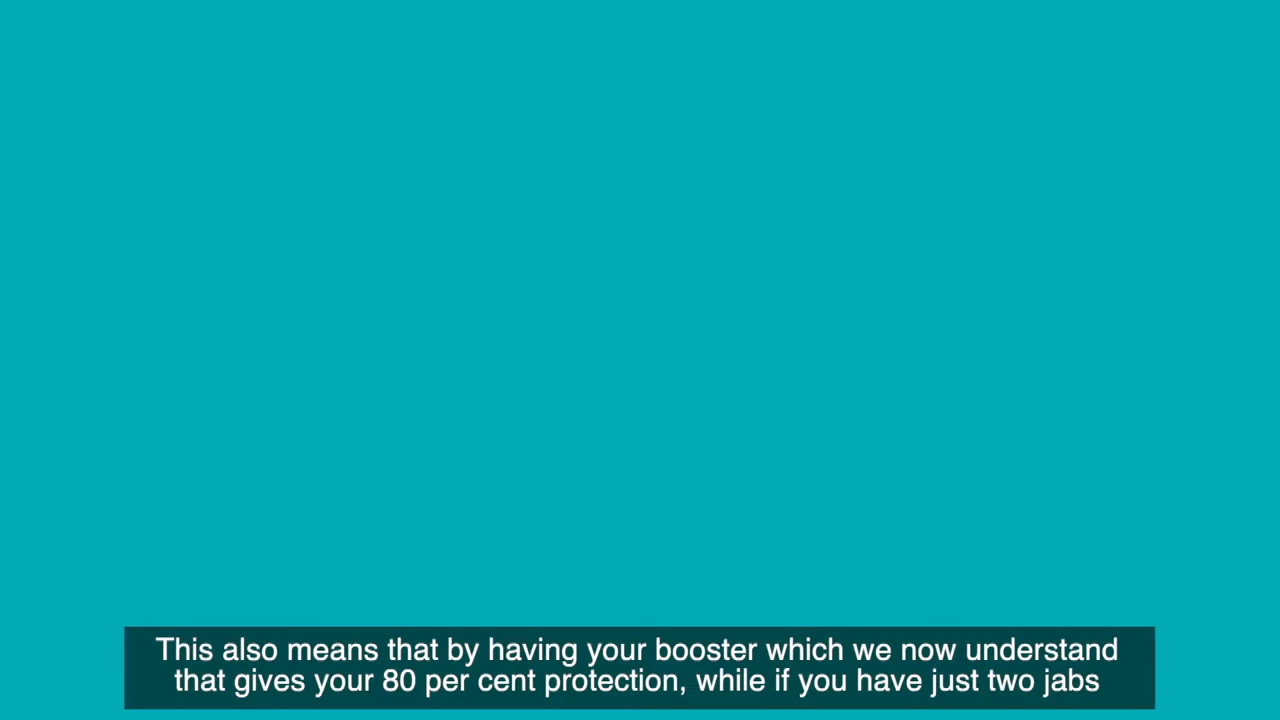 This also means that by having your booster which we now understand
that gives your 80 per cent protection, while if you have just two jabs